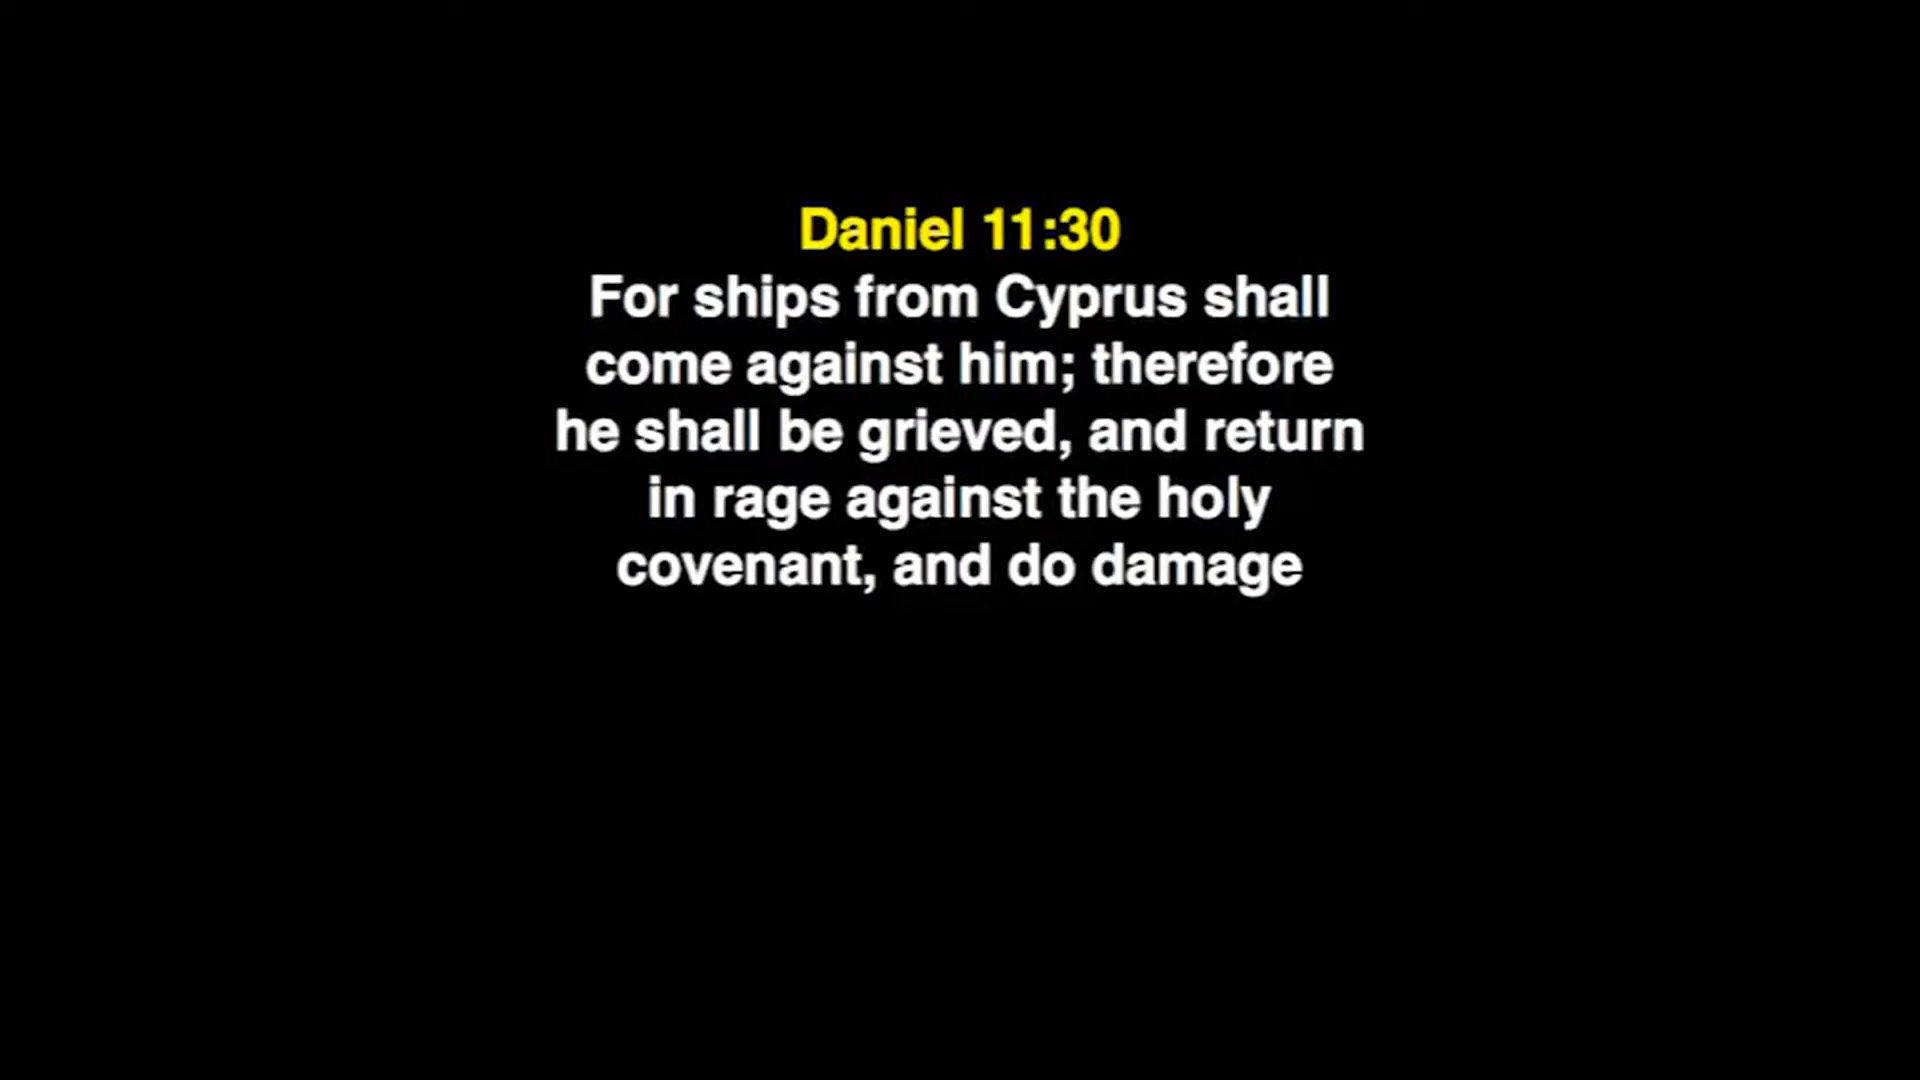 Daniel 11:30
For ships from Cyprus shall
come against him; therefore
he shall be grieved, and return
in rage against the holy
covenant, and do damage